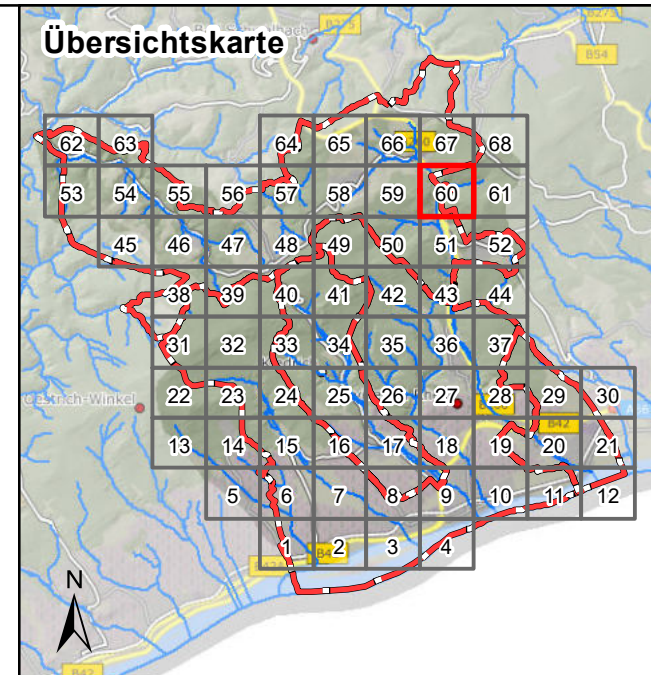 Übersichtskarte
B275
B54
62 63 64 65 66 67 68
53 54 55 56 57 58 59 60 61
45 46 47 48 49 50 51 52
38 39 40 41 42 43 44
31 32 33 34 35 36 37
22 23 24 25 26 27 28 29 30
Oestrich-Winkel
13 14 15 16 17 18 19 20 21
B42
5 6 7 8 9 10 11 12
1 2 3 4
N
B42